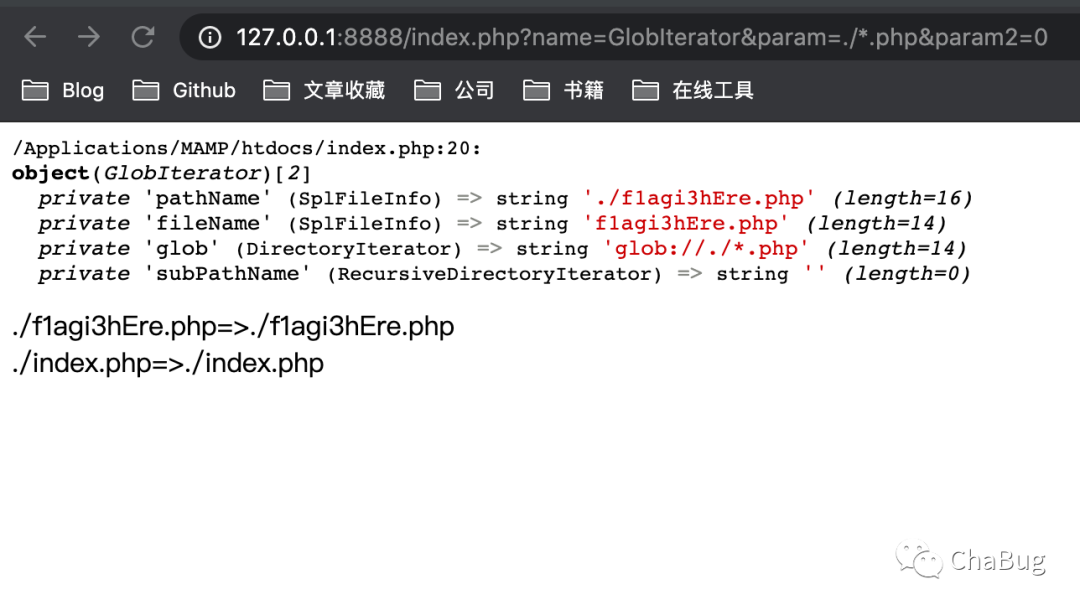 127.0.0.1:8888/index.php?name=GlobIterator&param=./*.php&param2=0
Blog Github 文章收藏 公司 书籍 在线工具
/Applications/MAMP/htdocs/index.php:20:
object(GlobIterator)[2]
private 'pathName' (SplFileInfo) => string './f1agi3hEre.php' (length=16)
private 'fileName' (SplFileInfo) => string 'f1agi3hEre.php' (length=14)
private 'glob' (DirectoryIterator) => string 'glob://./*.php' (length=14)
private 'subPathName' (RecursiveDirectoryIterator) => string '' (length=0)
./f1agi3hEre.php=>./f1agi3hEre.php
./index.php=>./index.php
ChaBug